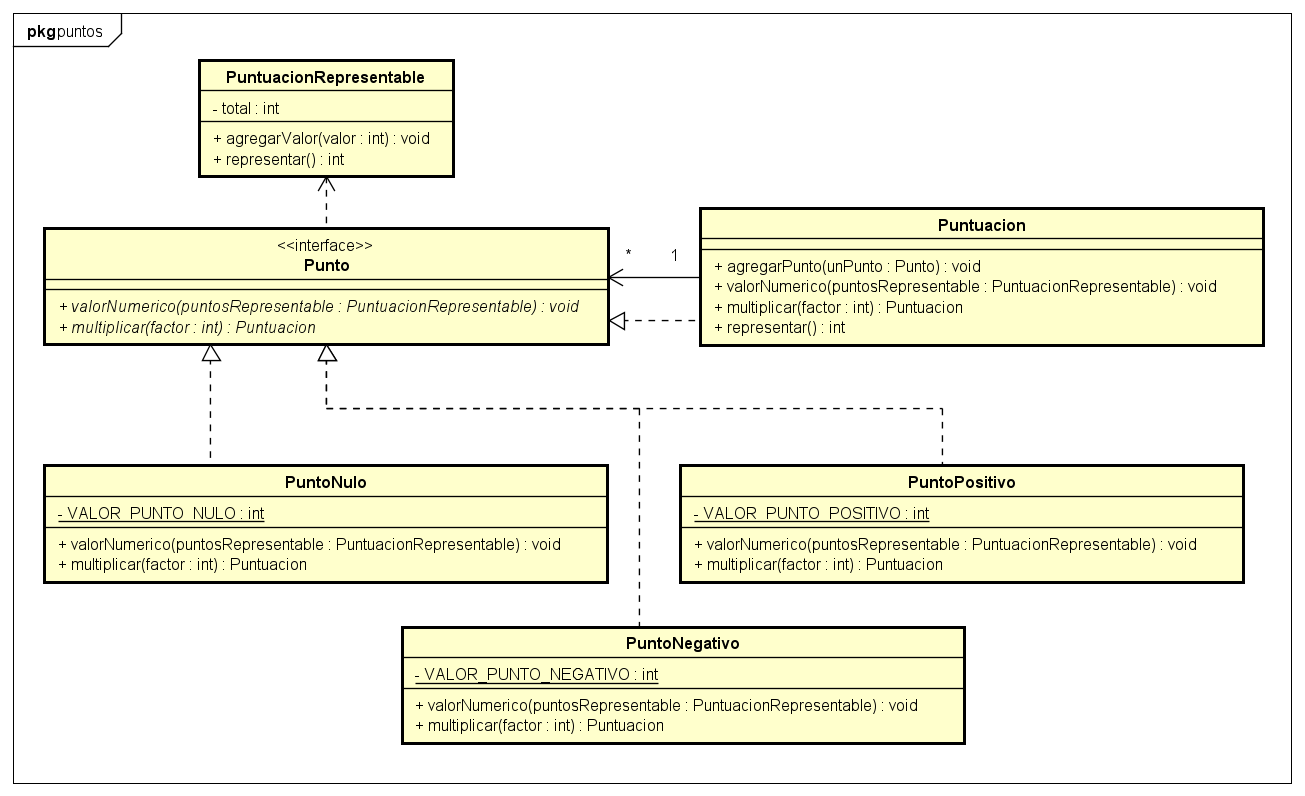 pkg puntos
PuntuacionRepresentable
- total : int
+ agregarValor(valor : int) : void
+ representar() : int
<<interface>>
Punto
+ valorNumerico(puntosRepresentable : PuntuacionRepresentable) : void
+ multiplicar(factor : int) : Puntuacion
* 1
Puntuacion
+ agregarPunto(unPunto : Punto) : void
+ valorNumerico(puntosRepresentable : PuntuacionRepresentable) : void
+ multiplicar(factor : int) : Puntuacion
+ representar() : int
PuntoNulo
- VALOR_PUNTO_NULO : int
+ valorNumerico(puntosRepresentable : PuntuacionRepresentable) : void
+ multiplicar(factor : int) : Puntuacion
PuntoPositivo
- VALOR_PUNTO_POSITIVO : int
+ valorNumerico(puntosRepresentable : PuntuacionRepresentable) : void
+ multiplicar(factor : int) : Puntuacion
PuntoNegativo
- VALOR_PUNTO_NEGATIVO : int
+ valorNumerico(puntosRepresentable : PuntuacionRepresentable) : void
+ multiplicar(factor : int) : Puntuacion